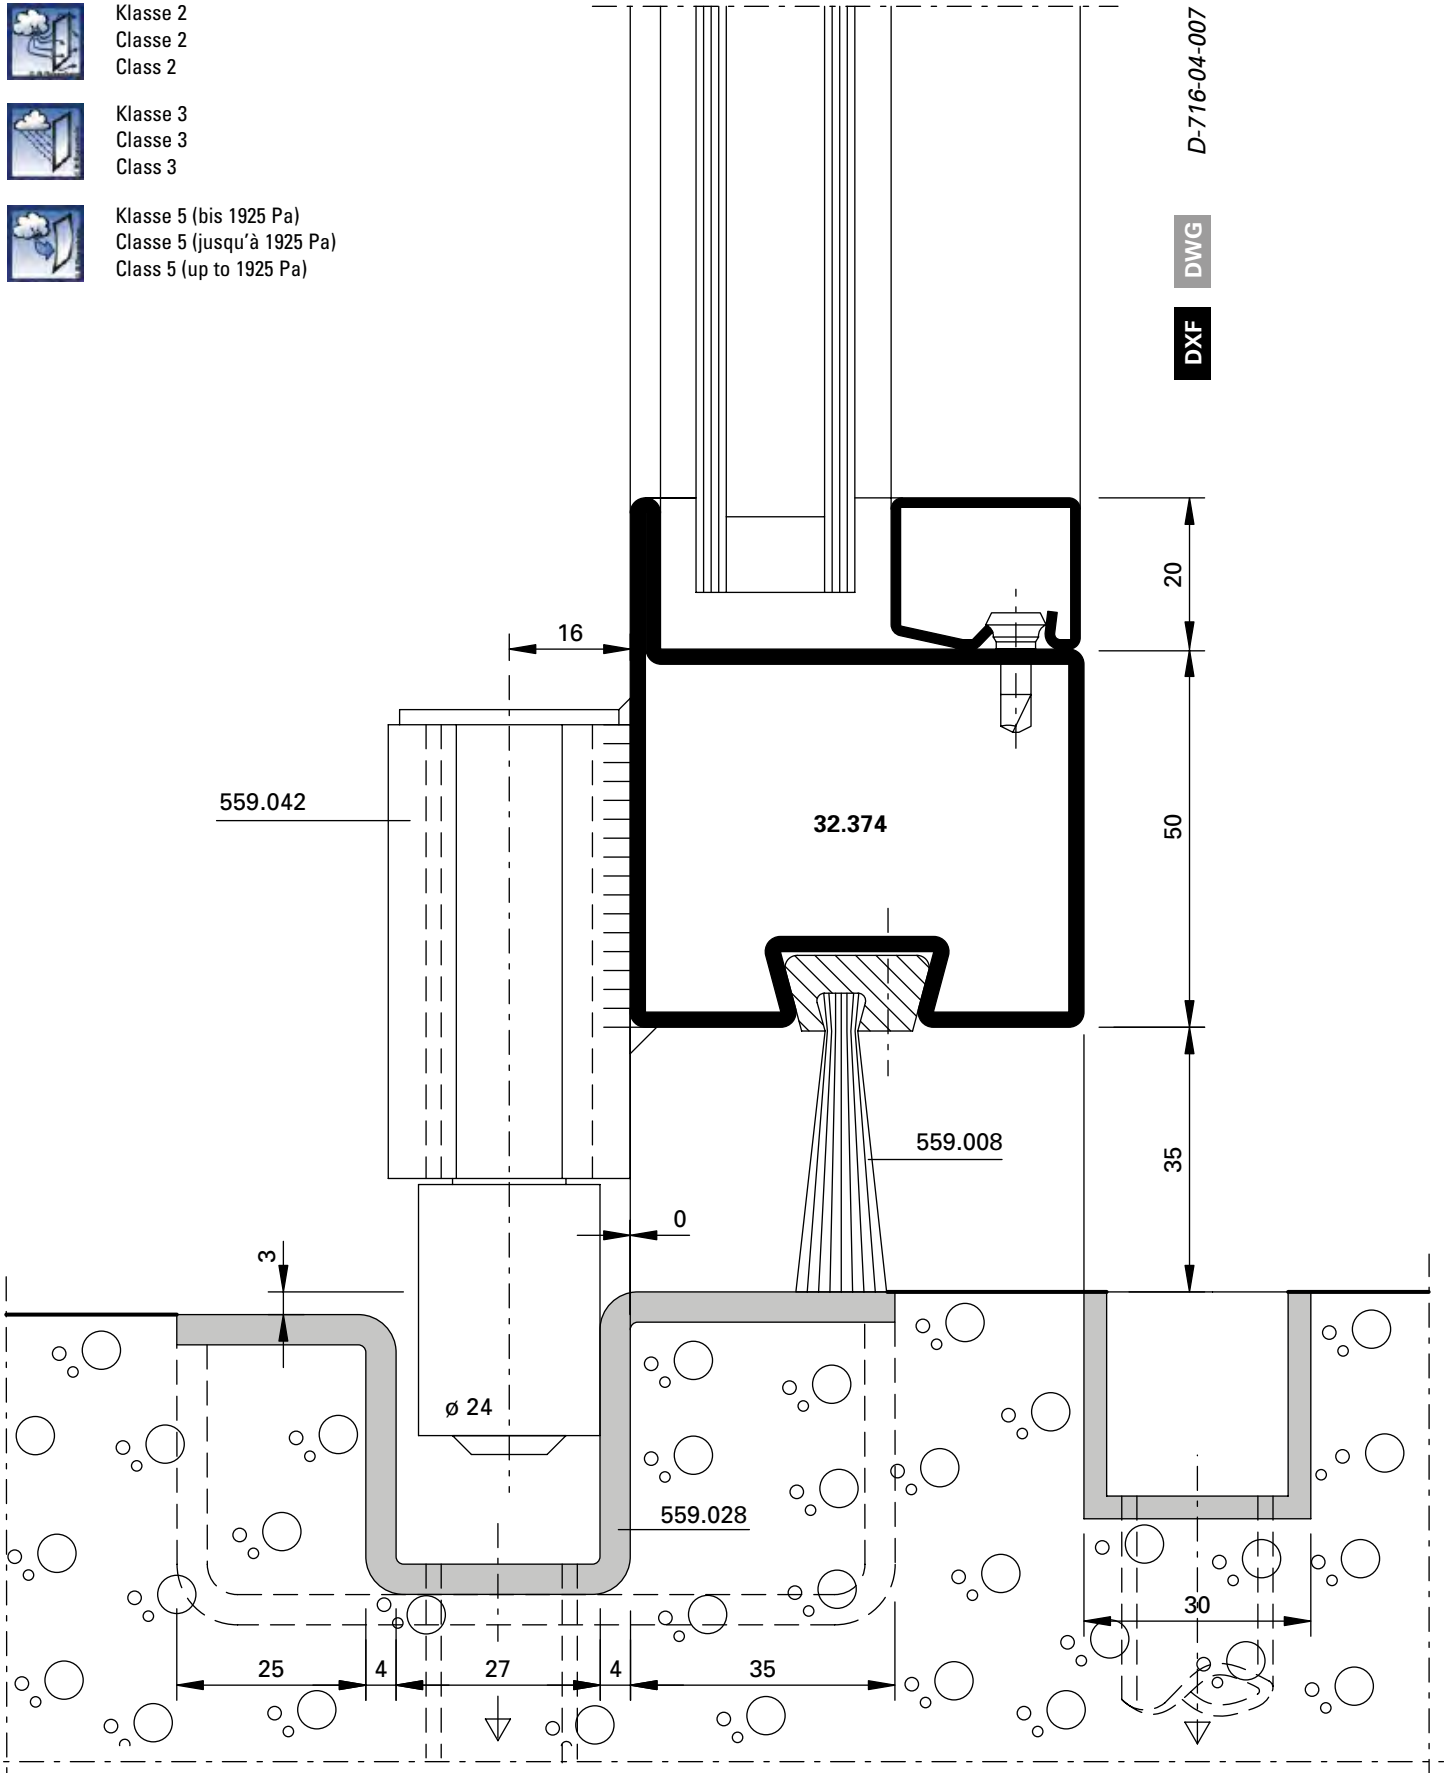 Klasse 2
Classe 2
Class 2
Klasse 3
Classe 3
Class 3
Klasse 5 (bis 1925 Pa)
Classe 5 (jusqu'à 1925 Pa)
Class 5 (up to 1925 Pa)
D-716-04-007
DWG
DXF
20
16
559.042
32.374
50
559.008
35
0
3
ø 24
559.028
30
25
4
27
4
35